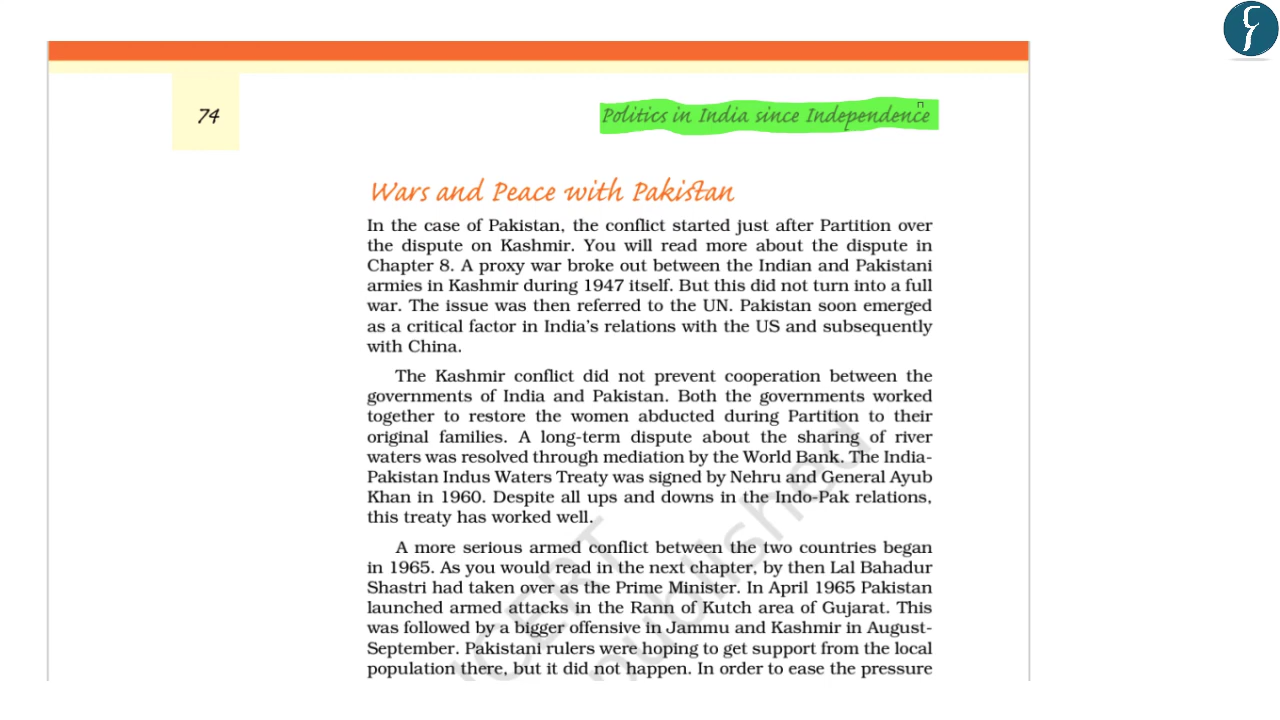 74
Politics in India since Independence
Wars and Peace with Pakistan
In the case of Pakistan, the conflict started just after Partition over
the dispute on Kashmir. You will read more about the dispute in
Chapter 8. A proxy war broke out between the Indian and Pakistani
armies in Kashmir during 1947 itself. But this did not turn into a full
war. The issue was then referred to the UN. Pakistan soon emerged
as a critical factor in India's relations with the US and subsequently
with China.
The Kashmir conflict did not prevent cooperation between the
governments of India and Pakistan. Both the governments worked
together to restore the women abducted during Partition to their
original families. A long-term dispute about the sharing of river
waters was resolved through mediation by the World Bank. The India-
Pakistan Indus Waters Treaty was signed by Nehru and General Ayub
Khan in 1960. Despite all ups and downs in the Indo-Pak relations,
this treaty has worked well.
A more serious armed conflict between the two countries began
in 1965. As you would read in the next chapter, by then Lal Bahadur
Shastri had taken over as the Prime Minister. In April 1965 Pakistan
launched armed attacks in the Rann of Kutch area of Gujarat. This
was followed by a bigger offensive in Jammu and Kashmir in August-
September. Pakistani rulers were hoping to get support from the local
population there, but it did not happen. In order to ease the pressure
NCERT
published